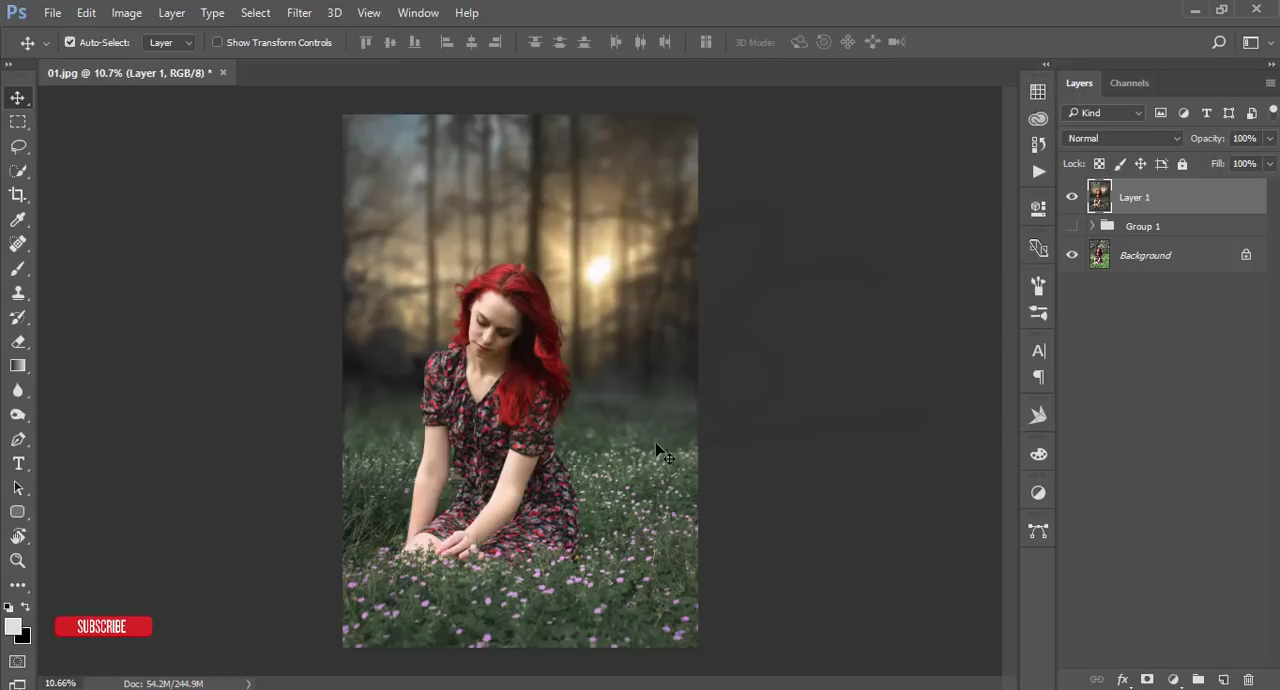 Ps File Edit Image Layer Type Select Filter 3D View Window Help
Auto-Select: Layer Show Transform Controls 3D Mode:
01.jpg @ 10.7% (Layer 1, RGB/8) * ×
Layers Channels
Kind
Normal Opacity: 100%
Lock: Fill: 100%
Layer 1
Group 1
Background
SUBSCRIBE
10.66% Doc: 54.2M/244.9M